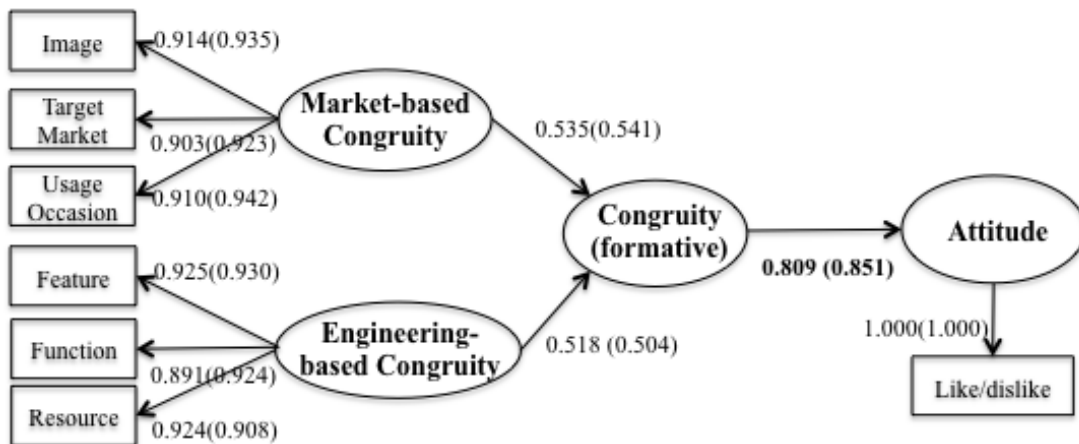 Image
0.914(0.935)
Target
Market
0.903(0.923)
Usage
Occasion
0.910(0.942)
Market-based
Congruity
0.535(0.541)
Congruity
(formative)
0.809 (0.851)
Attitude
1.000(1.000)
Like/dislike
Feature
0.925(0.930)
Function
0.891(0.924)
Resource
0.924(0.908)
Engineering-
based Congruity
0.518 (0.504)